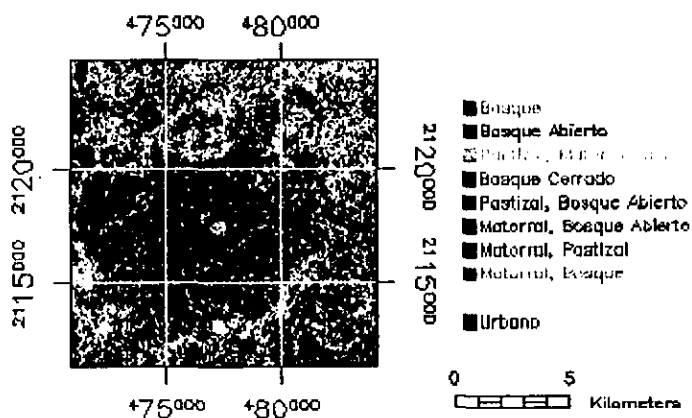 475000 480000
Bosque
Bosque Abierto
Pastizal,
Bosque Cerrado
Pastizal, Bosque Abierto
Matorral, Bosque Abierto
Matorral, Pastizal
Matorral, Bosque
Urbano
2120000 2120000
2115000 2115000
475000 480000
0 5
Kilometers